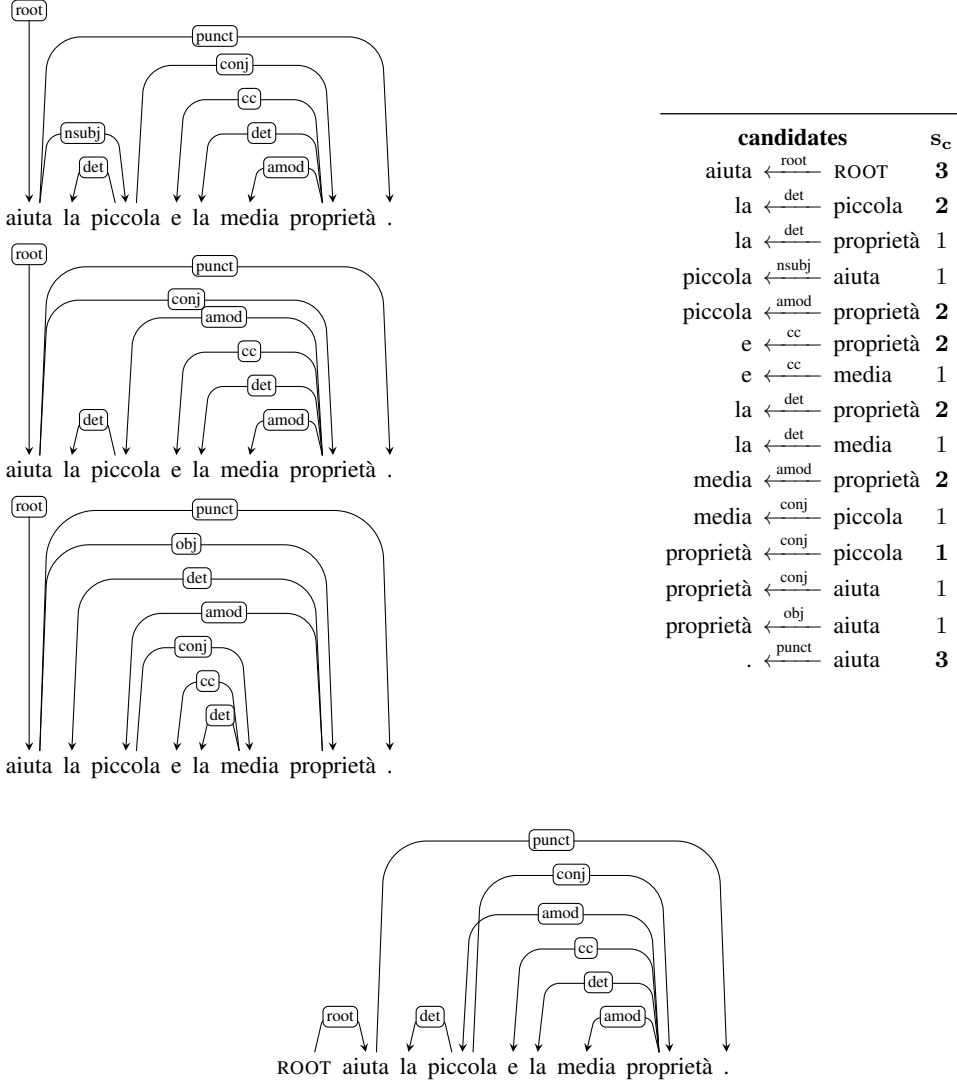 root
punct
conj
cc
nsubj
det
det
amod
aiuta la piccola e la media proprietà .
root
punct
conj
amod
cc
det
det
amod
aiuta la piccola e la media proprietà .
root
punct
obj
det
amod
conj
cc
det
aiuta la piccola e la media proprietà .
candidates s_c
aiuta ←root ROOT 3
la ←det piccola 2
la ←det proprietà 1
piccola ←nsubj aiuta 1
piccola ←amod proprietà 2
e ←cc proprietà 2
e ←cc media 1
la ←det proprietà 2
la ←det media 1
media ←amod proprietà 2
media ←conj piccola 1
proprietà ←conj piccola 1
proprietà ←conj aiuta 1
proprietà ←obj aiuta 1
. ←punct aiuta 3
punct
conj
amod
cc
det
root det amod
ROOT aiuta la piccola e la media proprietà .